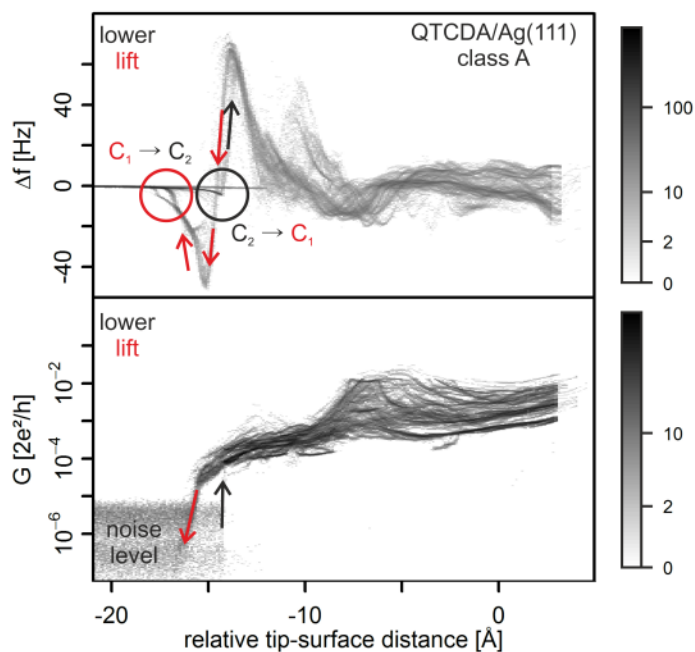 lower
lift
QTCDA/Ag(111)
class A
C₁ → C₂
C₂ → C₁
Δf [Hz]
40
0
-40
100
10
2
0
lower
lift
noise
level
G [2e²/h]
10⁻²
10⁻⁴
10⁻⁶
10
2
0
-20
-15
-10
-5
0
relative tip-surface distance [Å]